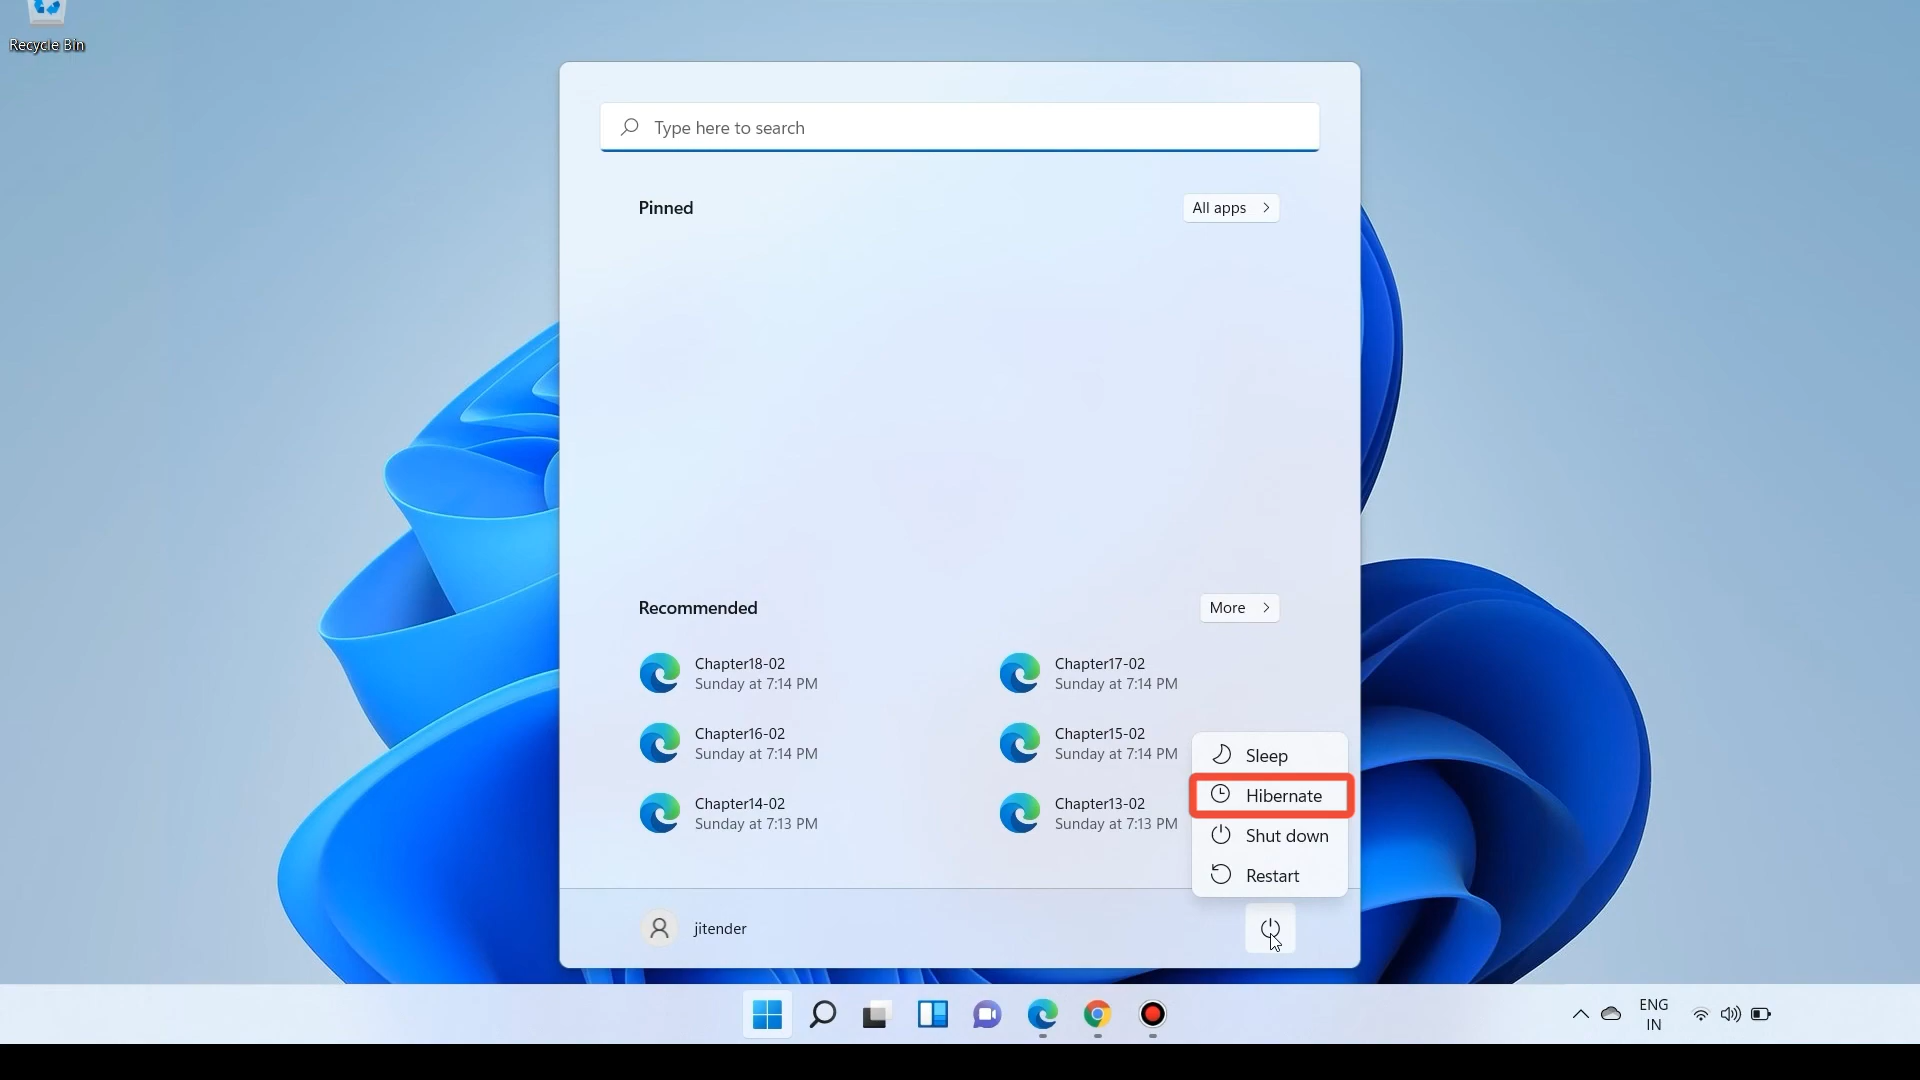 Recycle Bin
Type here to search
Pinned
All apps
Recommended
More
Chapter18-02
Sunday at 7:14 PM
Chapter17-02
Sunday at 7:14 PM
Chapter16-02
Sunday at 7:14 PM
Chapter15-02
Sunday at 7:14 PM
Chapter14-02
Sunday at 7:13 PM
Chapter13-02
Sunday at 7:13 PM
Sleep
Hibernate
Shut down
Restart
jitender
ENG
IN